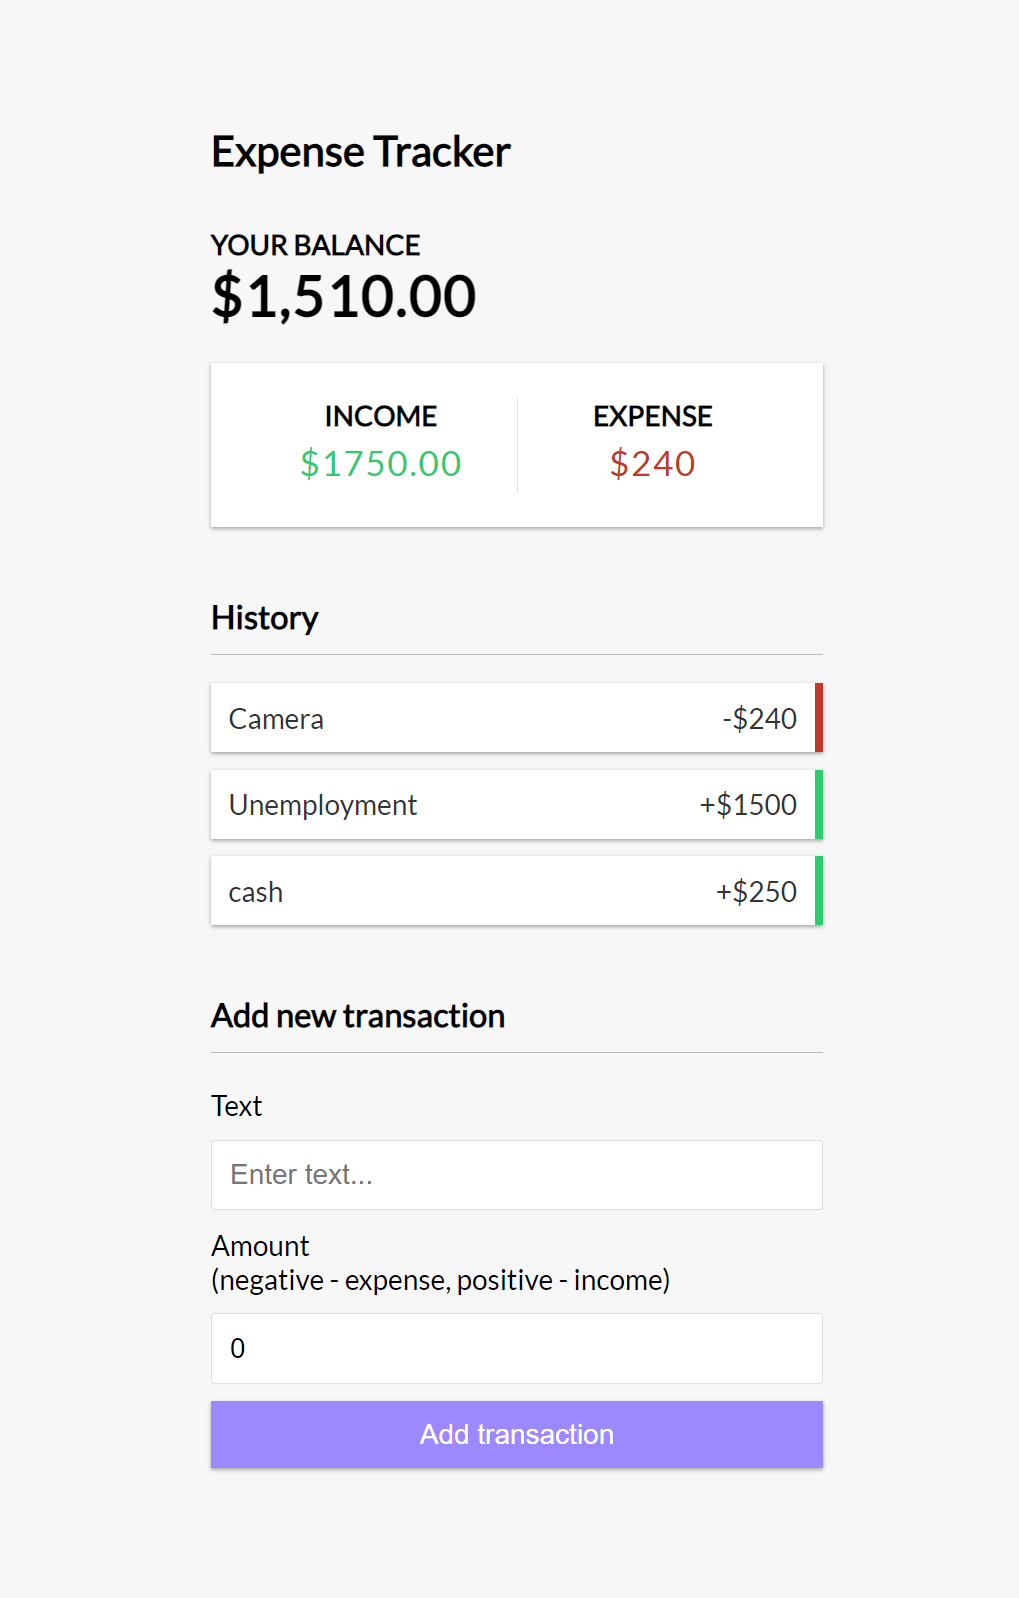 Expense Tracker
YOUR BALANCE
$1,510.00
INCOME
$1750.00
EXPENSE
$240
History
Camera -$240
Unemployment +$1500
cash +$250
Add new transaction
Text
Enter text...
Amount
(negative - expense, positive - income)
0
Add transaction